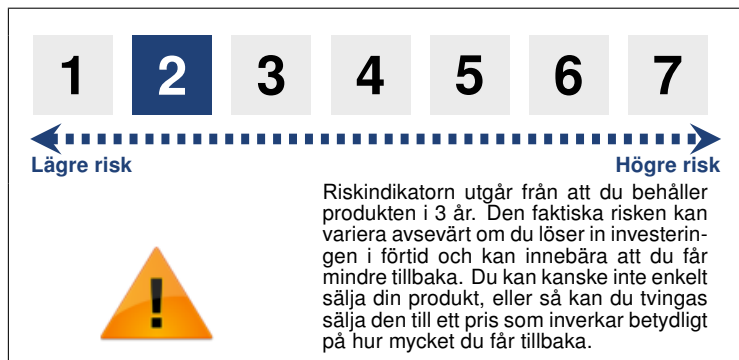 1 2 3 4 5 6 7
Lägre risk Högre risk
Riskindikatorn utgår från att du behåller
produkten i 3 år. Den faktiska risken kan
variera avsevärt om du löser in investerin-
gen i förtid och kan innebära att du får
mindre tillbaka. Du kan kanske inte enkelt
sälja din produkt, eller så kan du tvingas
sälja den till ett pris som inverkar betydligt
på hur mycket du får tillbaka.